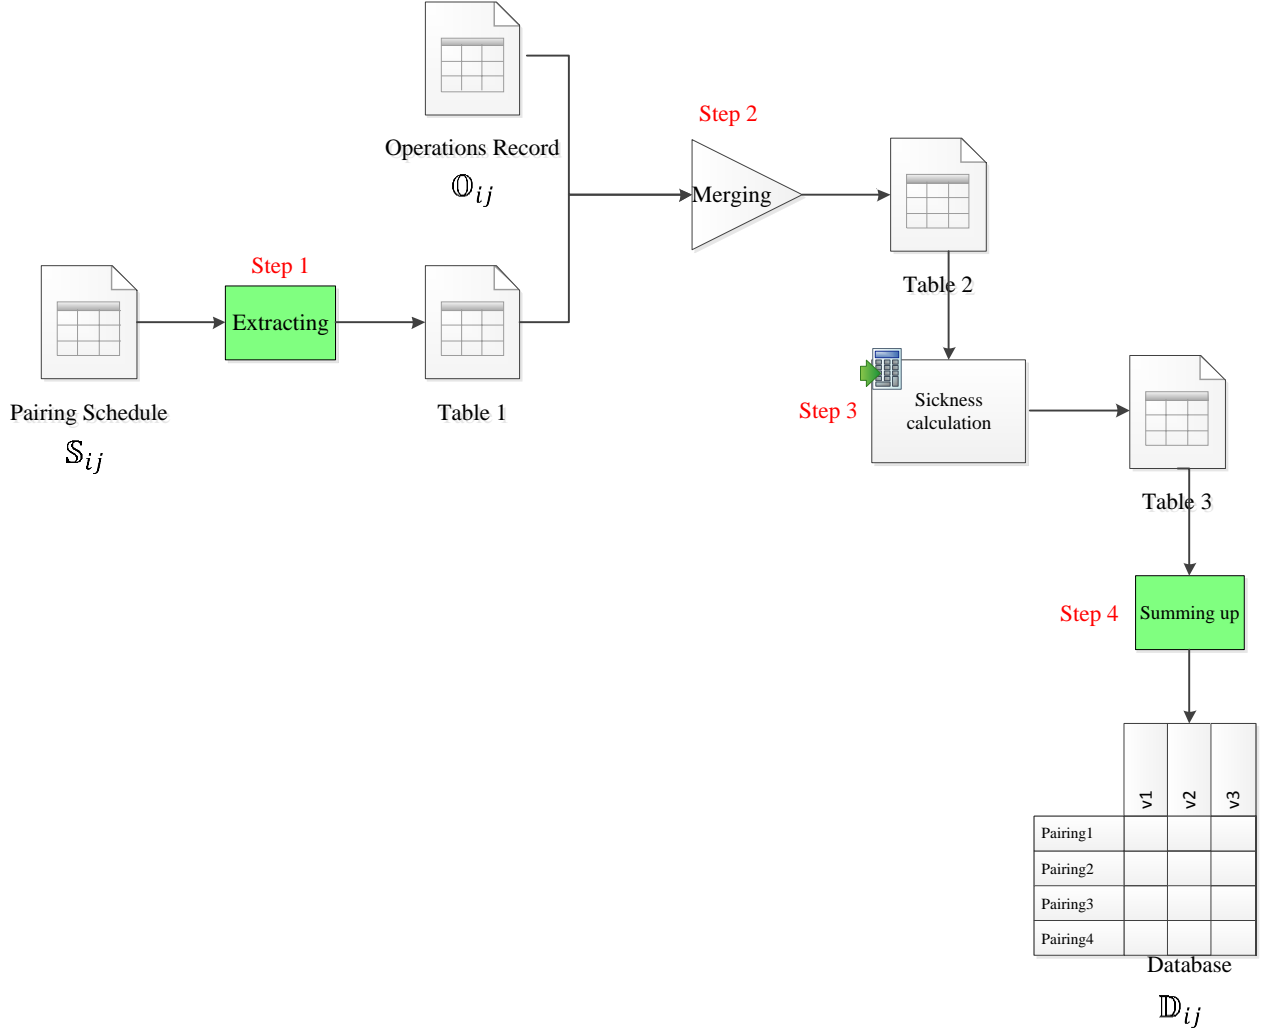 Operations Record
𝕆ij
Step 2
Merging
Table 2
Step 1
Extracting
Pairing Schedule
𝕊ij
Table 1
Step 3
Sickness
calculation
Table 3
Step 4
Summing up
v1 v2 v3
Pairing1
Pairing2
Pairing3
Pairing4
Database
𝔻ij